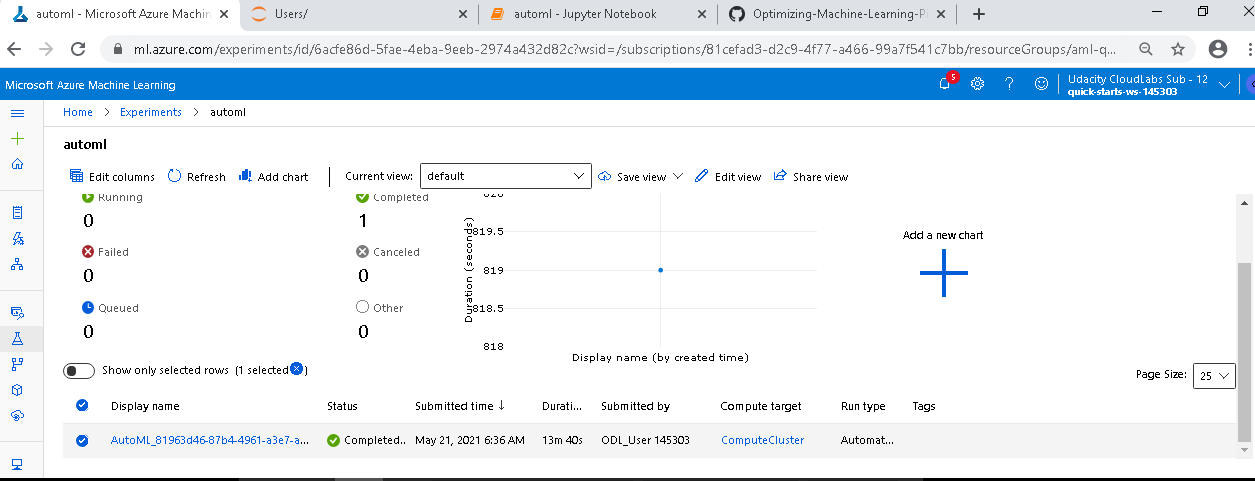 automl - Microsoft Azure Machin
Users/
automl - Jupyter Notebook
Optimizing-Machine-Learning-Pi
ml.azure.com/experiments/id/6acfe86d-5fae-4eba-9eeb-2974a432d82c?wsid=/subscriptions/81cefad3-d2c9-4f77-a466-99a7f541c7bb/resourceGroups/aml-q...
Microsoft Azure Machine Learning
5
Udacity CloudLabs Sub - 12
quick-starts-ws-145303
Home > Experiments > automl
automl
Edit columns Refresh Add chart Current view: default Save view Edit view Share view
Running
0
Completed
1
Failed
0
Canceled
0
Queued
0
Other
0
Duration (seconds)
820
819.5
819
818.5
818
Display name (by created time)
Add a new chart
Show only selected rows (1 selected )
Page Size: 25
Display name Status Submitted time ↓ Durati... Submitted by Compute target Run type Tags
AutoML_81963d46-87b4-4961-a3e7-a... Completed.. May 21, 2021 6:36 AM 13m 40s ODL_User 145303 ComputeCluster Automat...